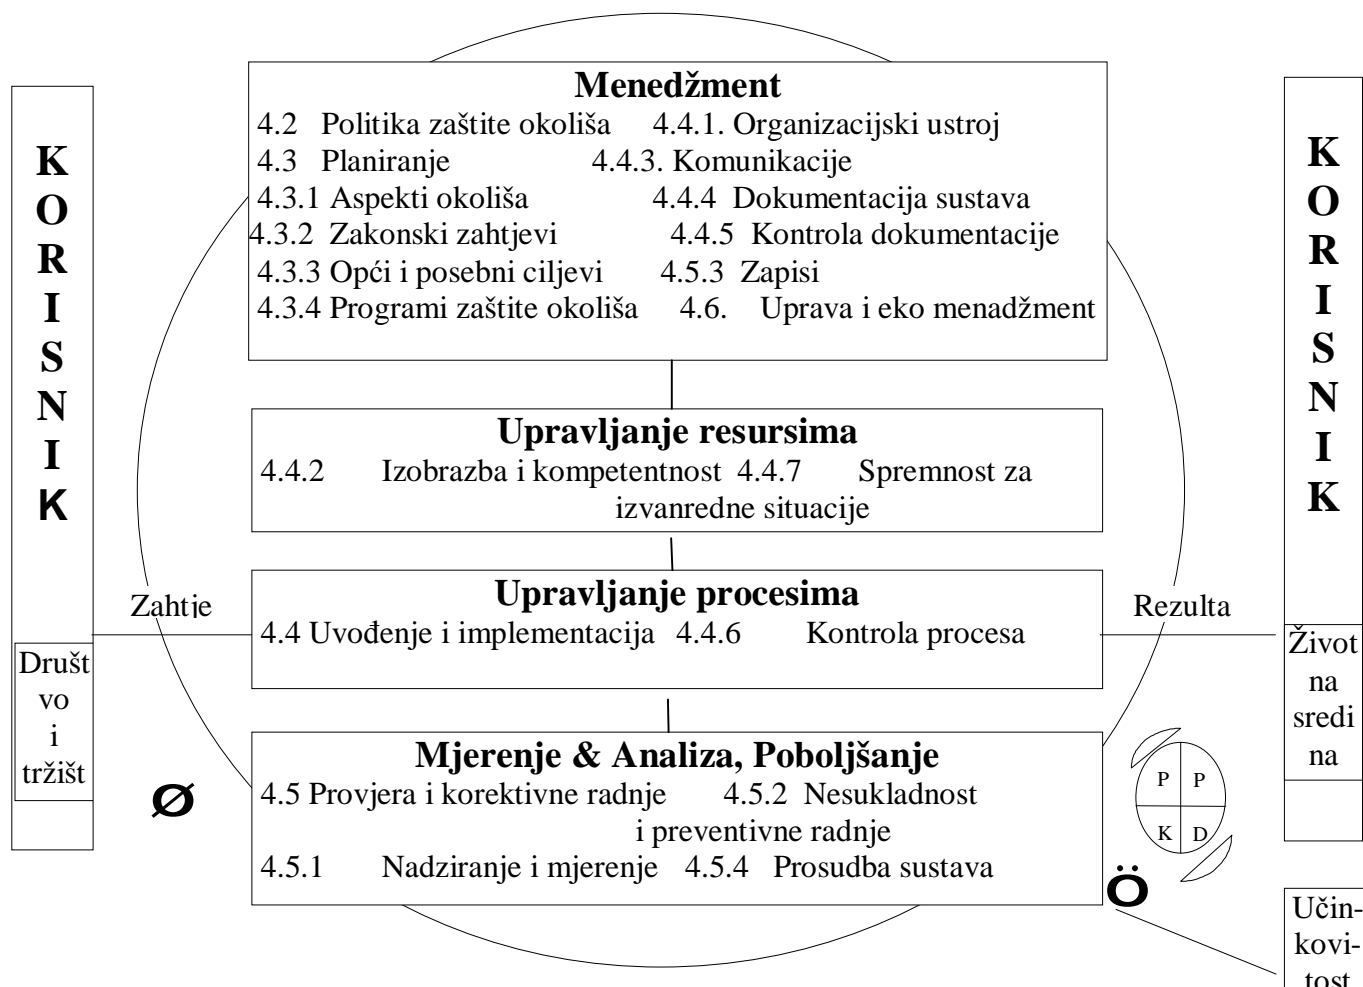 K
O
R
I
S
N
I
K
Društ
vo
i
tržišt
Zahtje
Ø
Menedžment
4.2 Politika zaštite okoliša 4.4.1. Organizacijski ustroj
4.3 Planiranje 4.4.3. Komunikacije
4.3.1 Aspekti okoliša 4.4.4 Dokumentacija sustava
4.3.2 Zakonski zahtjevi 4.4.5 Kontrola dokumentacije
4.3.3 Opći i posebni ciljevi 4.5.3 Zapisi
4.3.4 Programi zaštite okoliša 4.6. Uprava i eko menadžment
Upravljanje resursima
4.4.2 Izobrazba i kompetentnost 4.4.7 Spremnost za
izvanredne situacije
Upravljanje procesima
4.4 Uvođenje i implementacija 4.4.6 Kontrola procesa
Mjerenje & Analiza, Poboljšanje
4.5 Provjera i korektivne radnje 4.5.2 Nesukladnost
i preventivne radnje
4.5.1 Nadziranje i mjerenje 4.5.4 Prosudba sustava
Rezulta
P P
K D
Ö
K
O
R
I
S
N
I
K
Život
na
sredi
na
Učin-
kovi-
tost